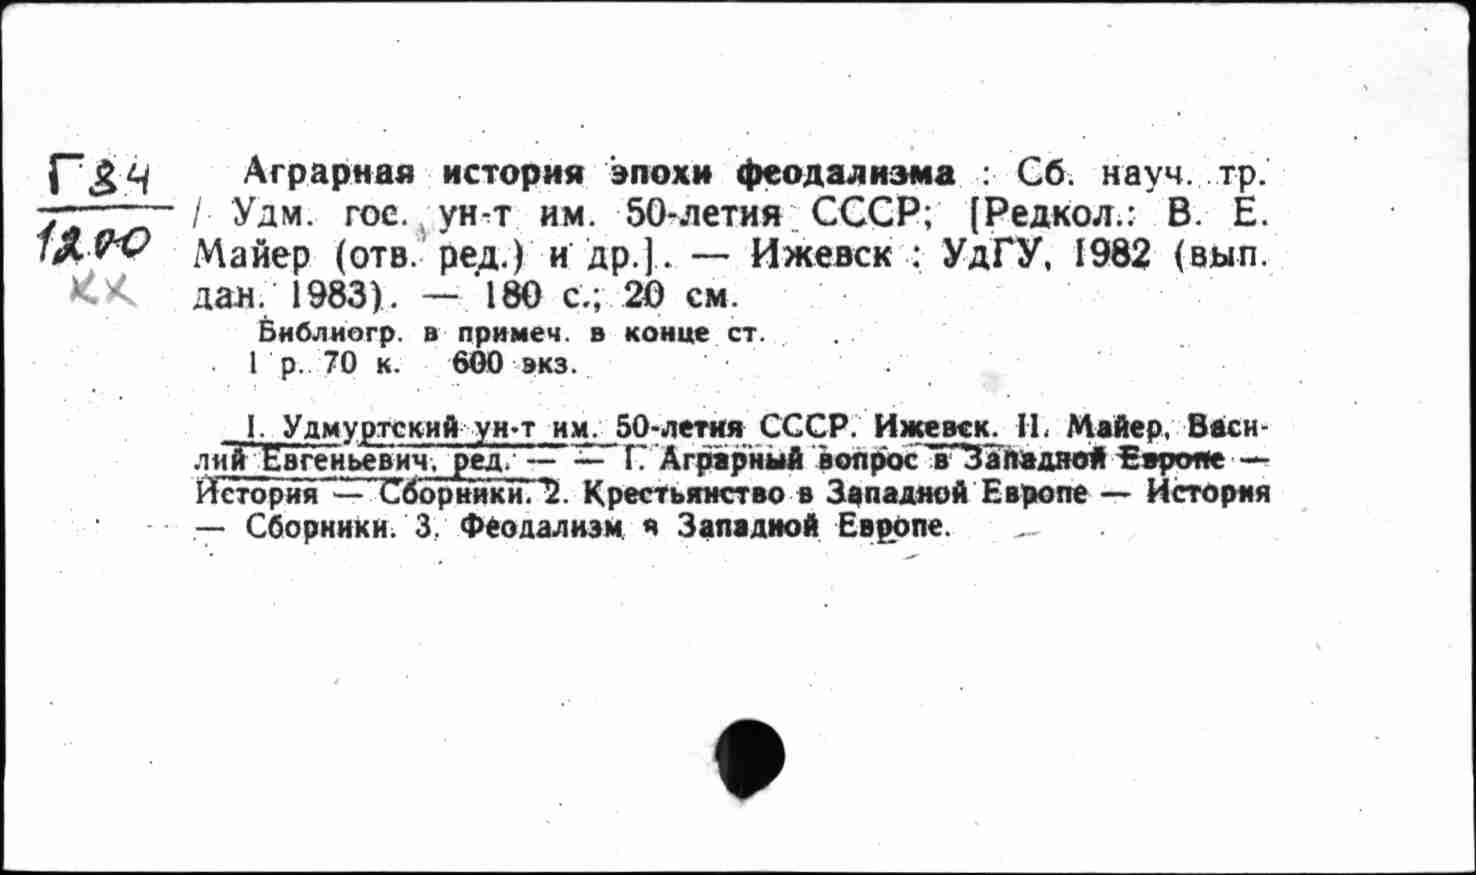 Г84
1200
КХ
Аграрная история эпохи феодализма : Сб. науч. тр.
/ Удм. гос. ун-т им. 50-летия СССР; [Редкол.: В. Е.
Майер (отв. ред.) и др.]. — Ижевск : УдГУ, 1982 (вып.
дан. 1983). — 180 с.; 20 см.
Библиогр. в примеч. в конце ст.
1 р. 70 к. 600 экз.
I. Удмуртский ун-т им. 50-летия СССР. Ижевск. II. Майер, Васи-
лий Евгеньевич, ред. — — 1. Аграрный вопрос в Западной Европе —
История — Сборники. 2. Крестьянство в Западной Европе — История
— Сборники. 3. Феодализм в Западной Европе.